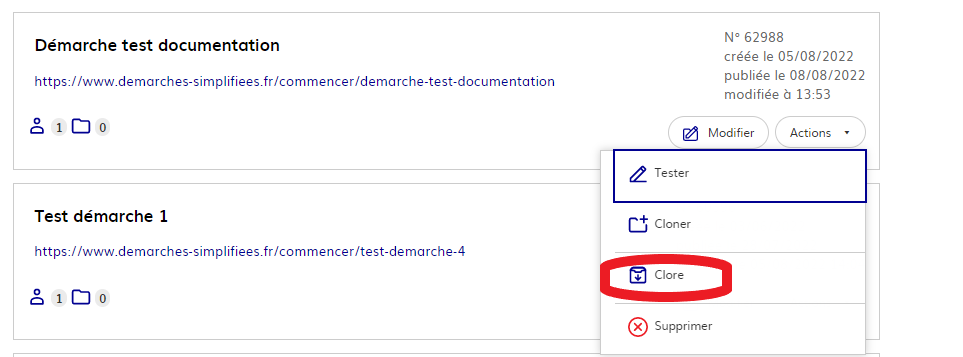 Démarche test documentation
N° 62988
créée le 05/08/2022
https://www.demarches-simplifiees.fr/commencer/demarche-test-documentation
publiée le 08/08/2022
modifiée à 13:53
1 0
Modifier
Actions
Tester
Cloner
Clore
Supprimer
Test démarche 1
https://www.demarches-simplifiees.fr/commencer/test-demarche-4
1 0